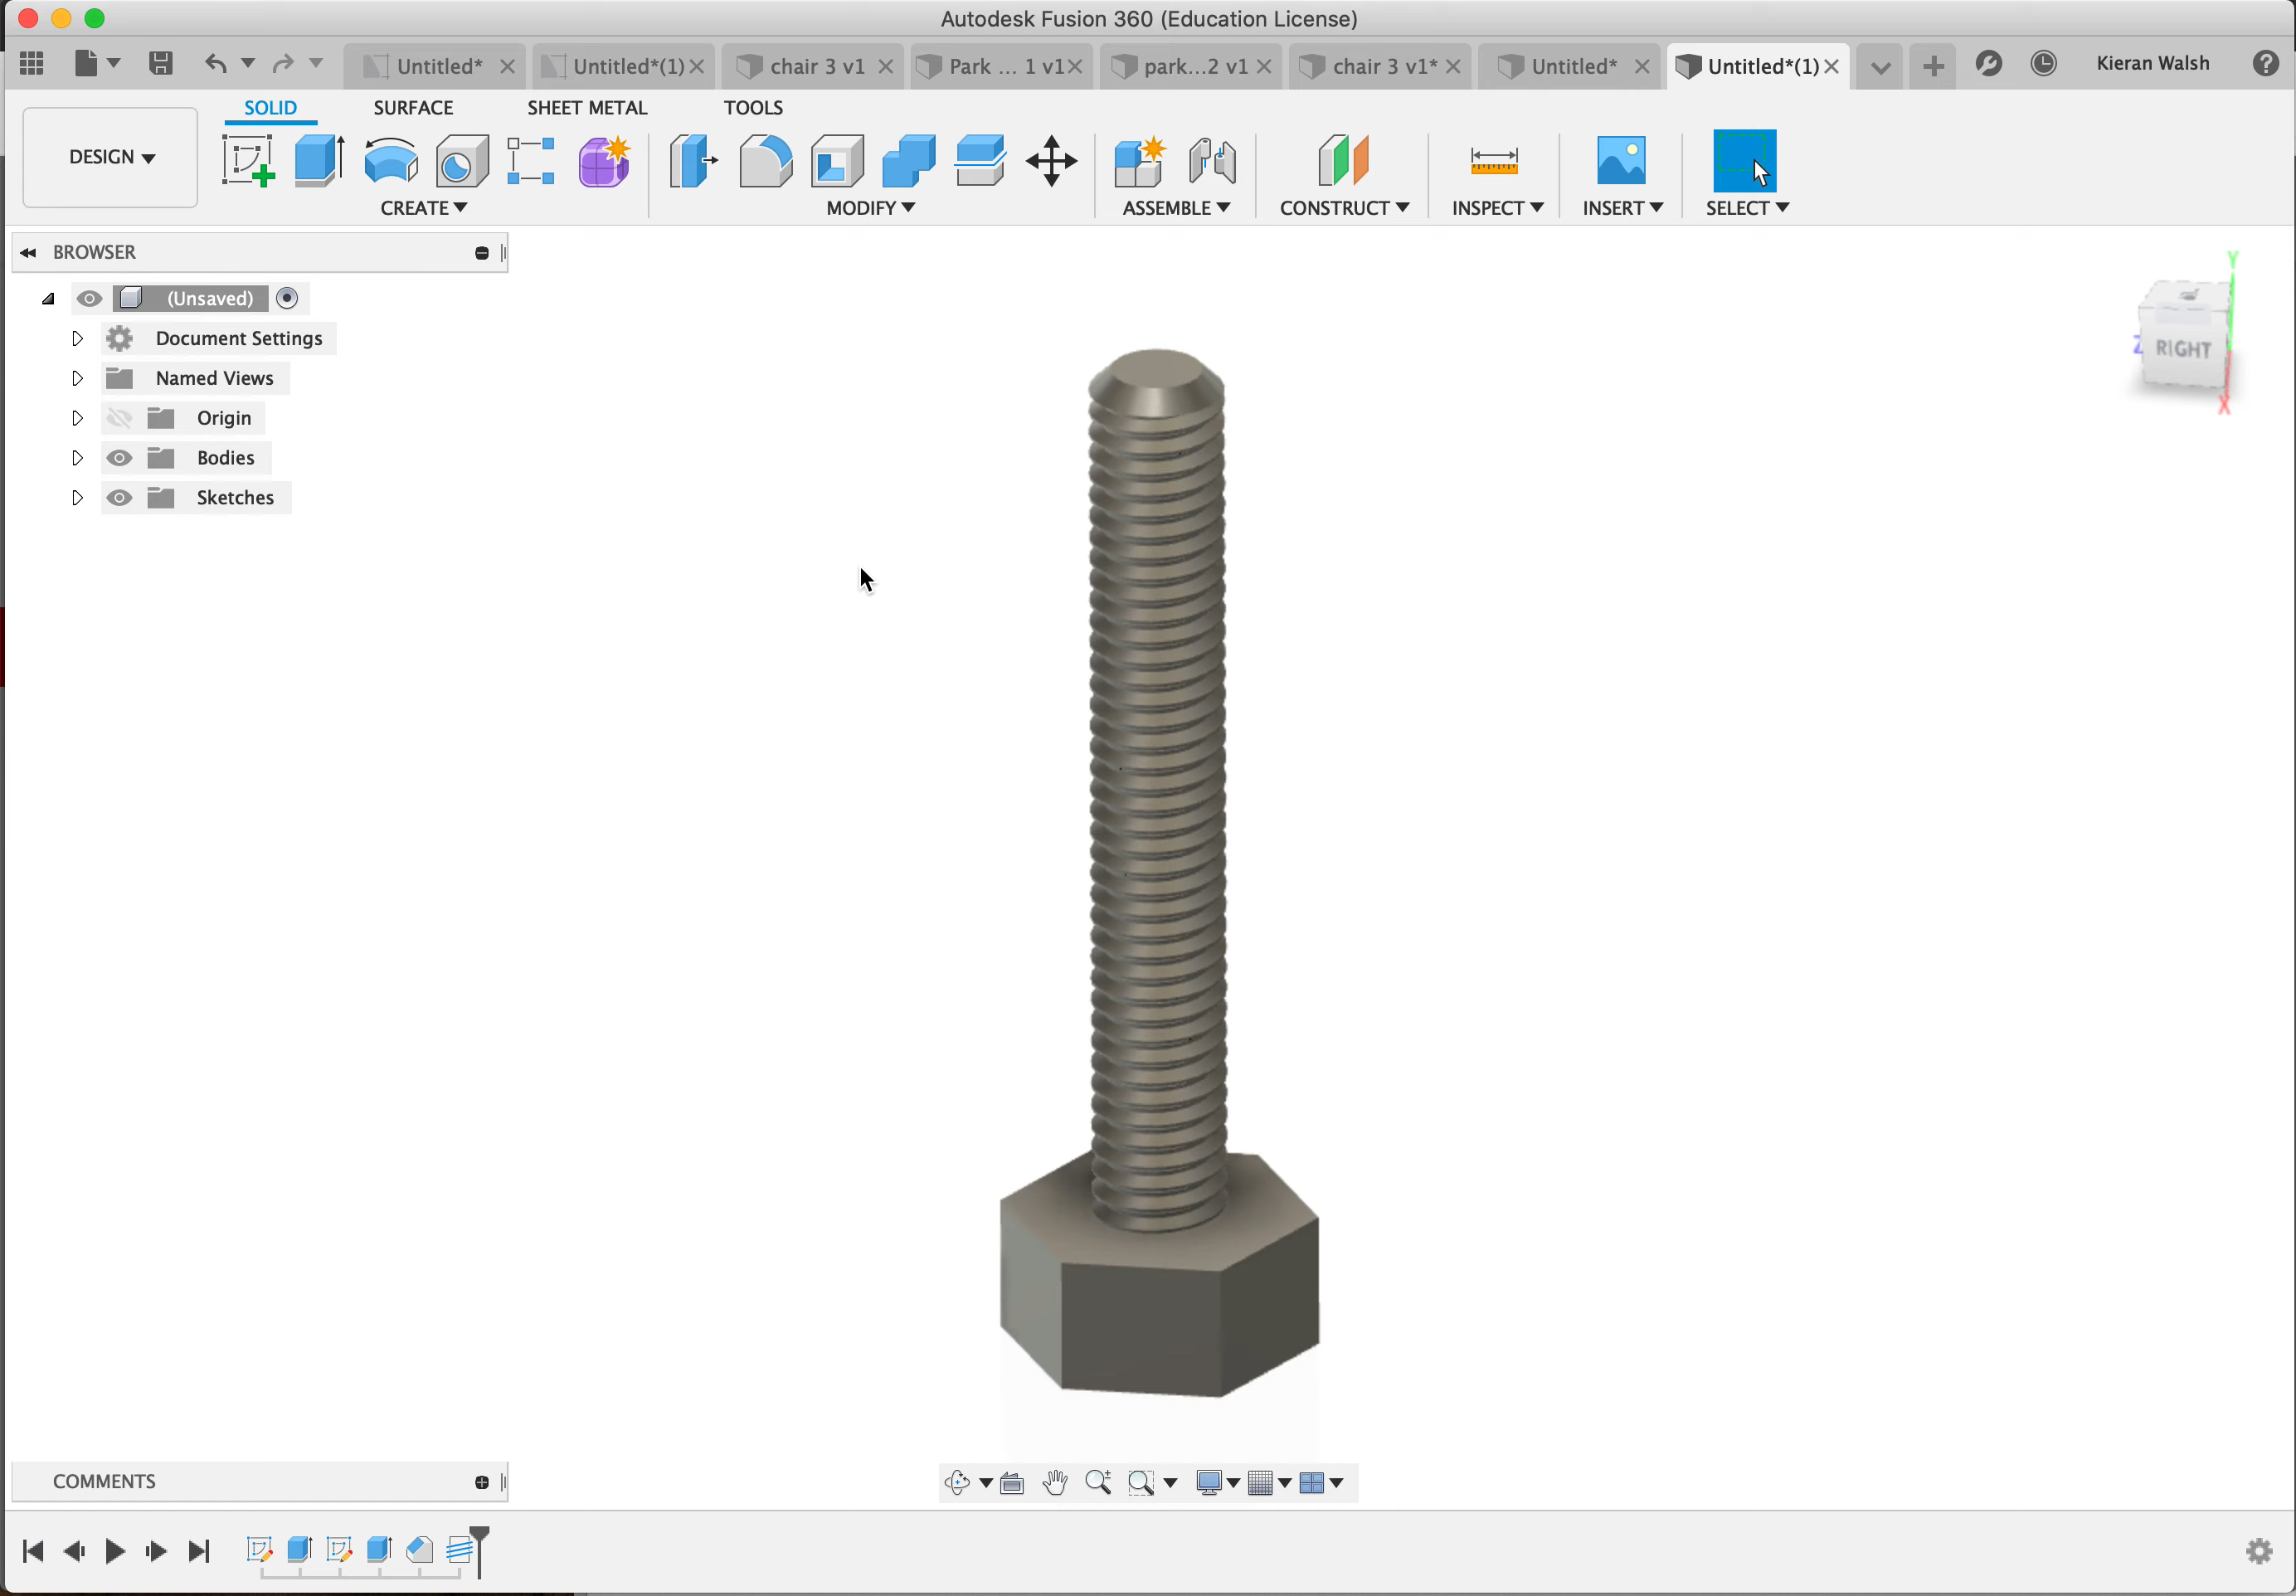 Autodesk Fusion 360 (Education License)
Untitled*
Untitled*(1)
chair 3 v1
Park ... 1 v1
park...2 v1
chair 3 v1*
Untitled*
Untitled*(1)
Kieran Walsh
SOLID
SURFACE
SHEET METAL
TOOLS
DESIGN
CREATE
MODIFY
ASSEMBLE
CONSTRUCT
INSPECT
INSERT
SELECT
BROWSER
(Unsaved)
Document Settings
Named Views
Origin
Bodies
Sketches
Y
Z
RIGHT
X
COMMENTS